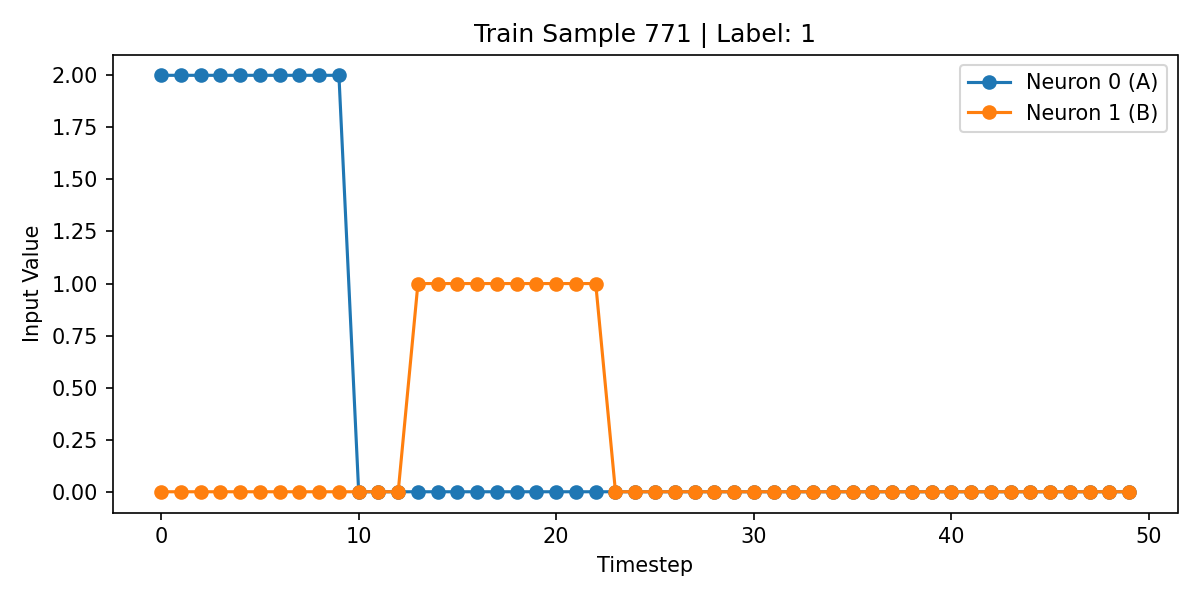 Train Sample 771 | Label: 1
Neuron 0 (A)
Neuron 1 (B)
Input Value
2.00
1.75
1.50
1.25
1.00
0.75
0.50
0.25
0.00
0 10 20 30 40 50
Timestep